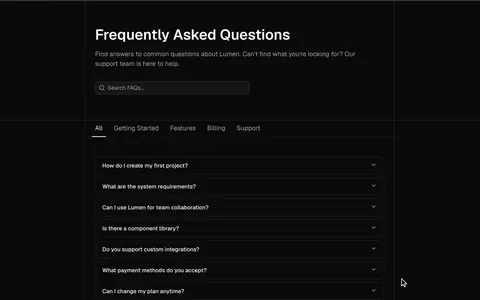 Frequently Asked Questions
Find answers to common questions about Lumen. Can't find what you're looking for? Our
support team is here to help.
Search FAQs...
All Getting Started Features Billing Support
How do I create my first project?
What are the system requirements?
Can I use Lumen for team collaboration?
Is there a component library?
Do you support custom integrations?
What payment methods do you accept?
Can I change my plan anytime?